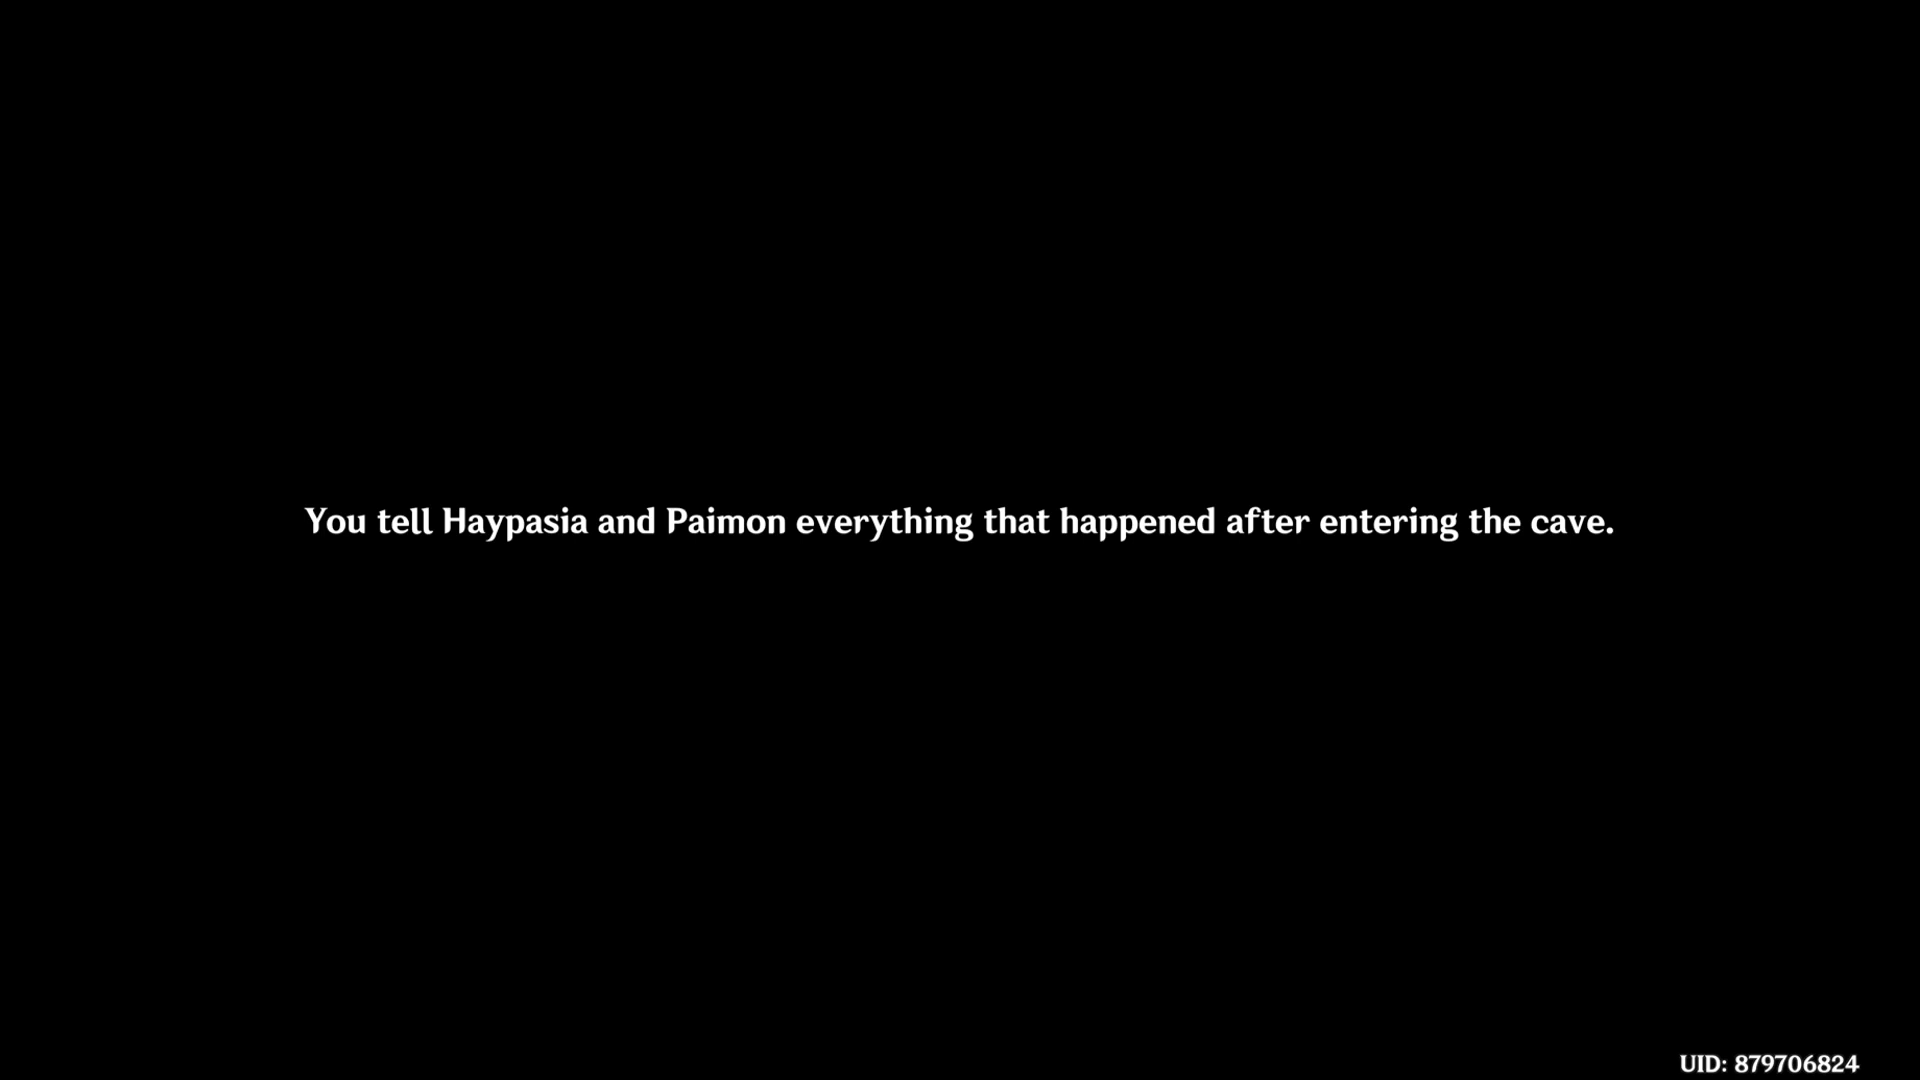 You tell Haypasia and Paimon everything that happened after entering the cave.
UID: 879706824